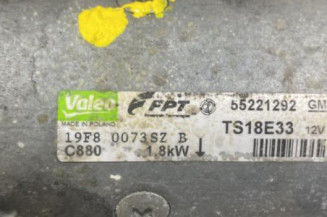 Valeo FPT 55221292 GM
MADE IN POLAND TS18E33 12V
19F8 0073SZ B
C880 1.8kW